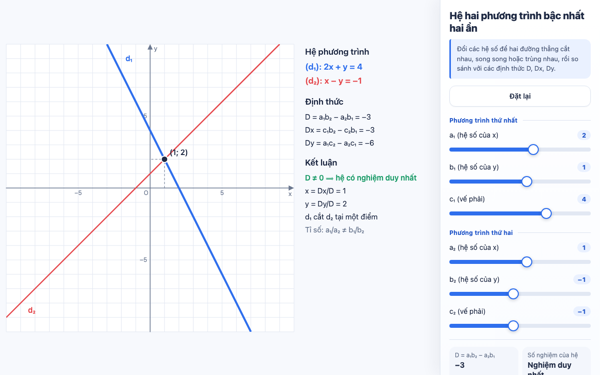 d₁
y
5
(1; 2)
O
5
x
−5
d₂
Hệ phương trình
(d₁): 2x + y = 4
(d₂): x − y = −1
Định thức
D = a₁b₂ − a₂b₁ = −3
Dx = c₁b₂ − c₂b₁ = −3
Dy = a₁c₂ − a₂c₁ = −6
Kết luận
D ≠ 0 — hệ có nghiệm duy nhất
x = Dx/D = 1
y = Dy/D = 2
d₁ cắt d₂ tại một điểm
Tỉ số: a₁/a₂ ≠ b₁/b₂
Hệ hai phương trình bậc nhất
hai ẩn
Đổi các hệ số để hai đường thẳng cắt
nhau, song song hoặc trùng nhau, rồi so
sánh với các định thức D, Dx, Dy.
Đặt lại
Phương trình thứ nhất
a₁ (hệ số của x) 2
b₁ (hệ số của y) 1
c₁ (vế phải) 4
Phương trình thứ hai
a₂ (hệ số của x) 1
b₂ (hệ số của y) −1
c₂ (vế phải) −1
D = a₁b₂ − a₂b₁
−3
Số nghiệm của hệ
Nghiệm duy
nhất